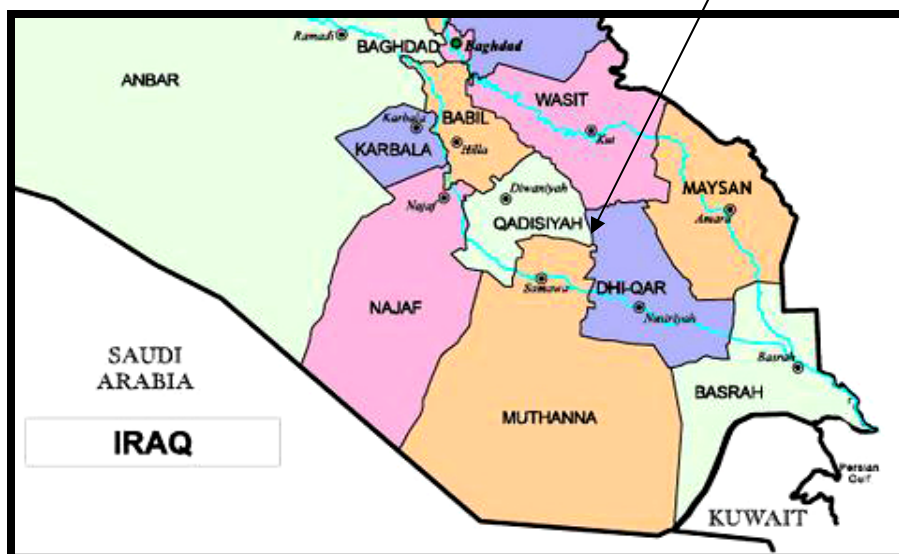 Ramadi
BAGHDAD
Baghdad
ANBAR
WASIT
Karbala
BABIL
Kut
KARBALA
Hilla
MAYSAN
Diwaniyah
Najaf
Amara
QADISIYAH
Samawa
DHI-QAR
NAJAF
Nasiriyah
SAUDI
ARABIA
Basrah
BASRAH
MUTHANNA
IRAQ
Persian
Gulf
KUWAIT